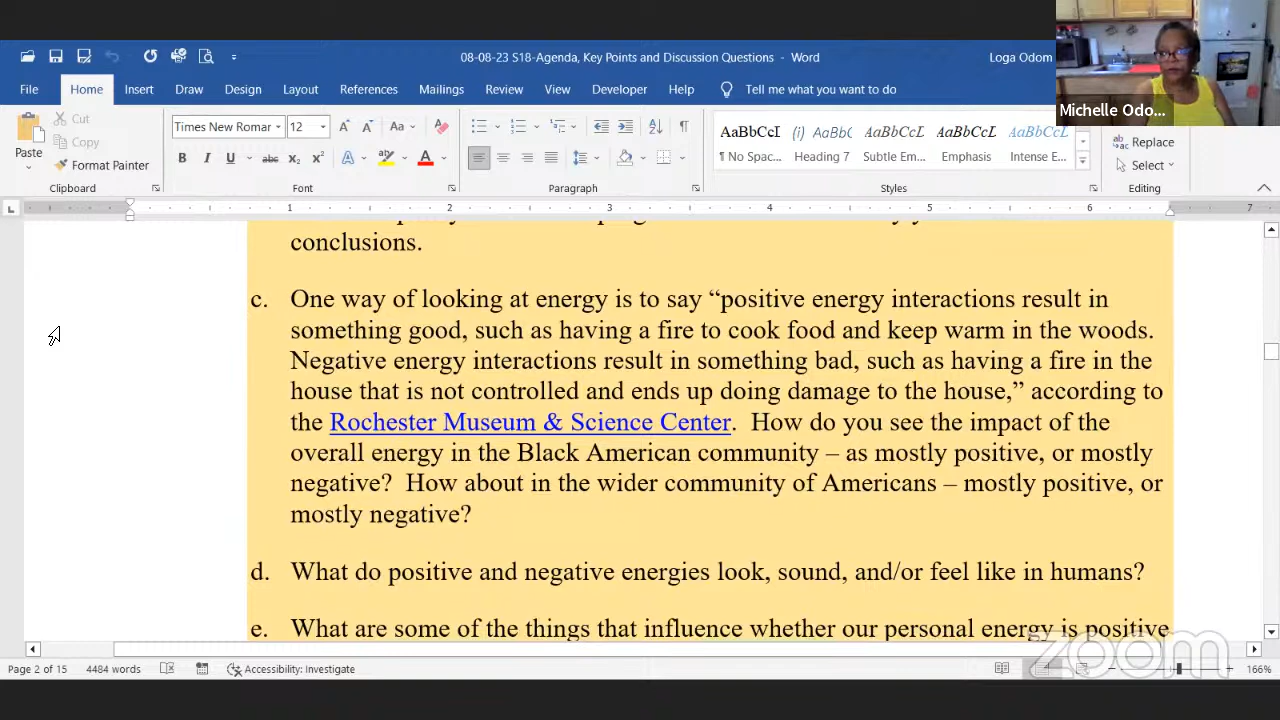 08-08-23 S18-Agenda, Key Points and Discussion Questions - Word
Loga Odom
Michelle Odo...
File Home Insert Draw Design Layout References Mailings Review View Developer Help Tell me what you want to do
Paste
Cut
Copy
Format Painter
Clipboard
Times New Romar 12
Font
Paragraph
AaBbCcI (i) AaBbC AaBbCcL AaBbCcL AaBbCcL
¶ No Spac... Heading 7 Subtle Em... Emphasis Intense E...
Styles
Replace
Select
Editing
1 2 3 4 5 6 7
conclusions.
c. One way of looking at energy is to say “positive energy interactions result in
something good, such as having a fire to cook food and keep warm in the woods.
Negative energy interactions result in something bad, such as having a fire in the
house that is not controlled and ends up doing damage to the house,” according to
the Rochester Museum & Science Center. How do you see the impact of the
overall energy in the Black American community – as mostly positive, or mostly
negative? How about in the wider community of Americans – mostly positive, or
mostly negative?
d. What do positive and negative energies look, sound, and/or feel like in humans?
e. What are some of the things that influence whether our personal energy is positive
zoom
Page 2 of 15 4484 words Accessibility: Investigate 166%